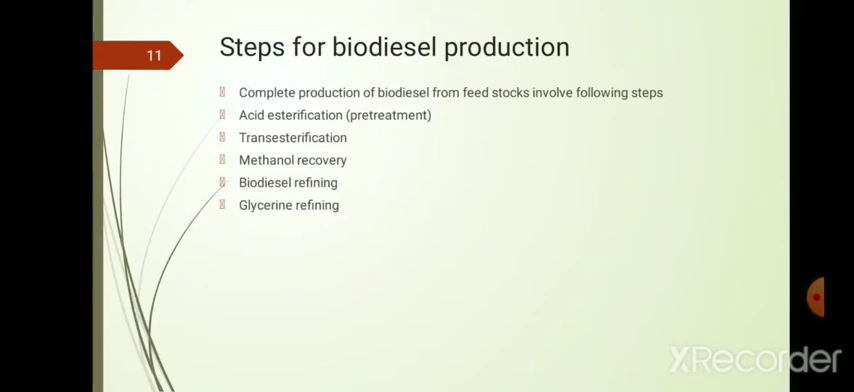 11
Steps for biodiesel production
Complete production of biodiesel from feed stocks involve following steps
Acid esterification (pretreatment)
Transesterification
Methanol recovery
Biodiesel refining
Glycerine refining
XRecorder